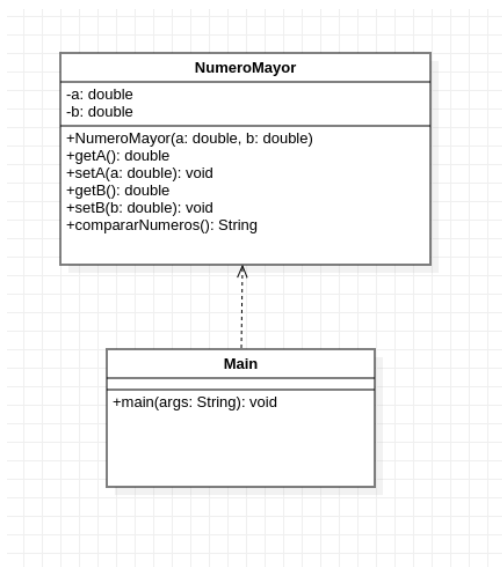 NumeroMayor
-a: double
-b: double
+NumeroMayor(a: double, b: double)
+getA(): double
+setA(a: double): void
+getB(): double
+setB(b: double): void
+compararNumeros(): String
Main
+main(args: String): void